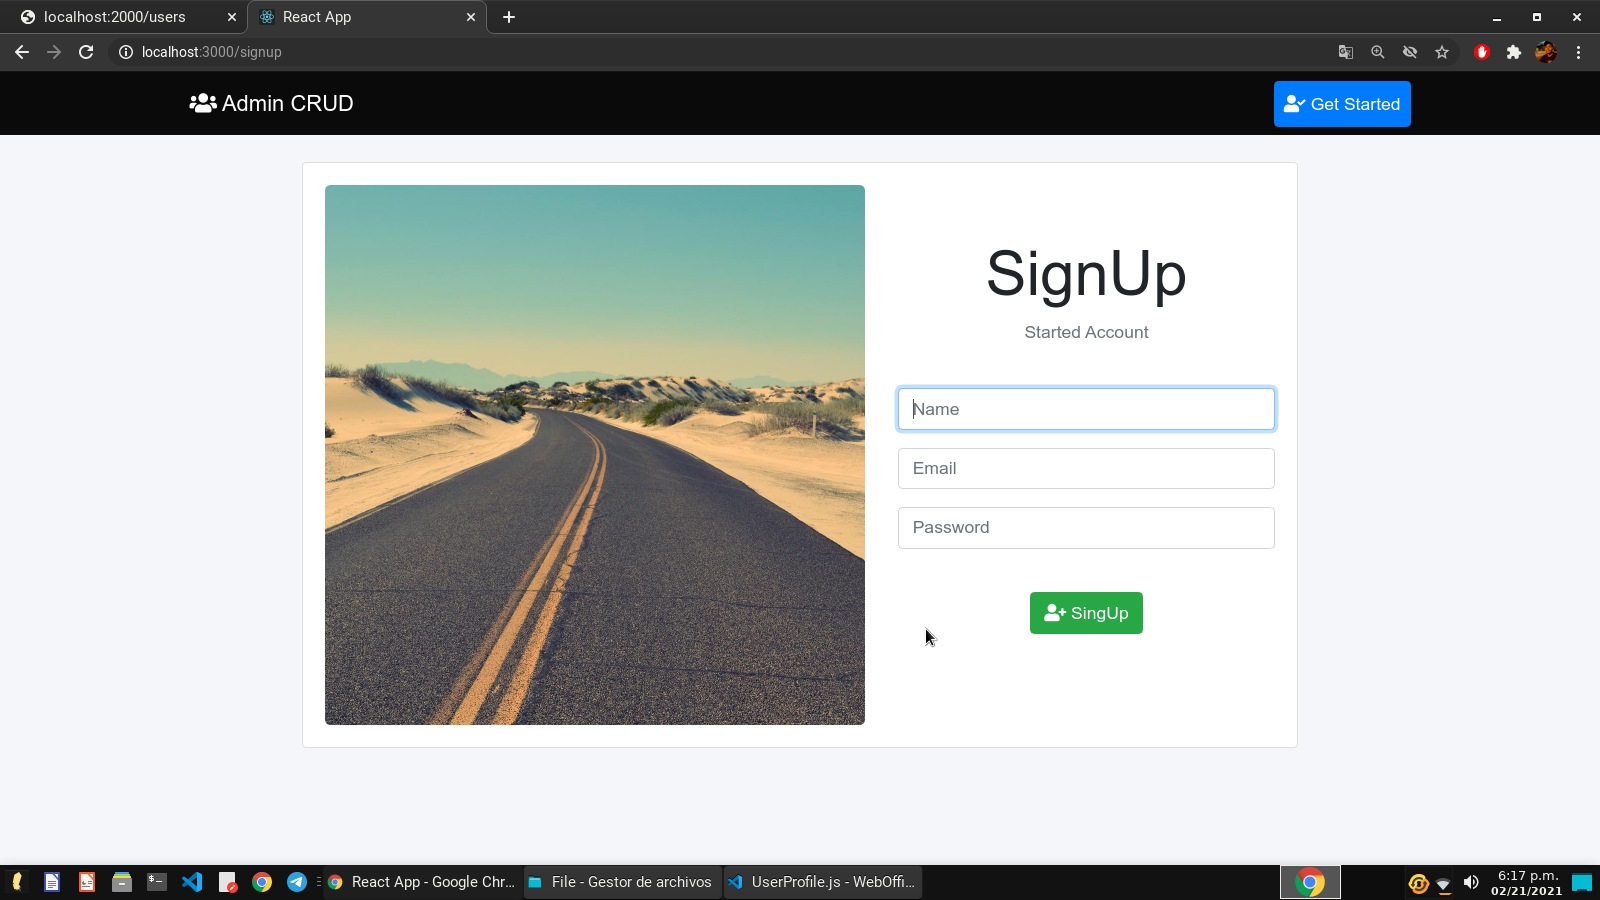 localhost:2000/users
React App
localhost:3000/signup
Admin CRUD
Get Started
SignUp
Started Account
Name
Email
Password
SingUp
React App - Google Chr...
File - Gestor de archivos
UserProfile.js - WebOffi...
6:17 p.m.
02/21/2021